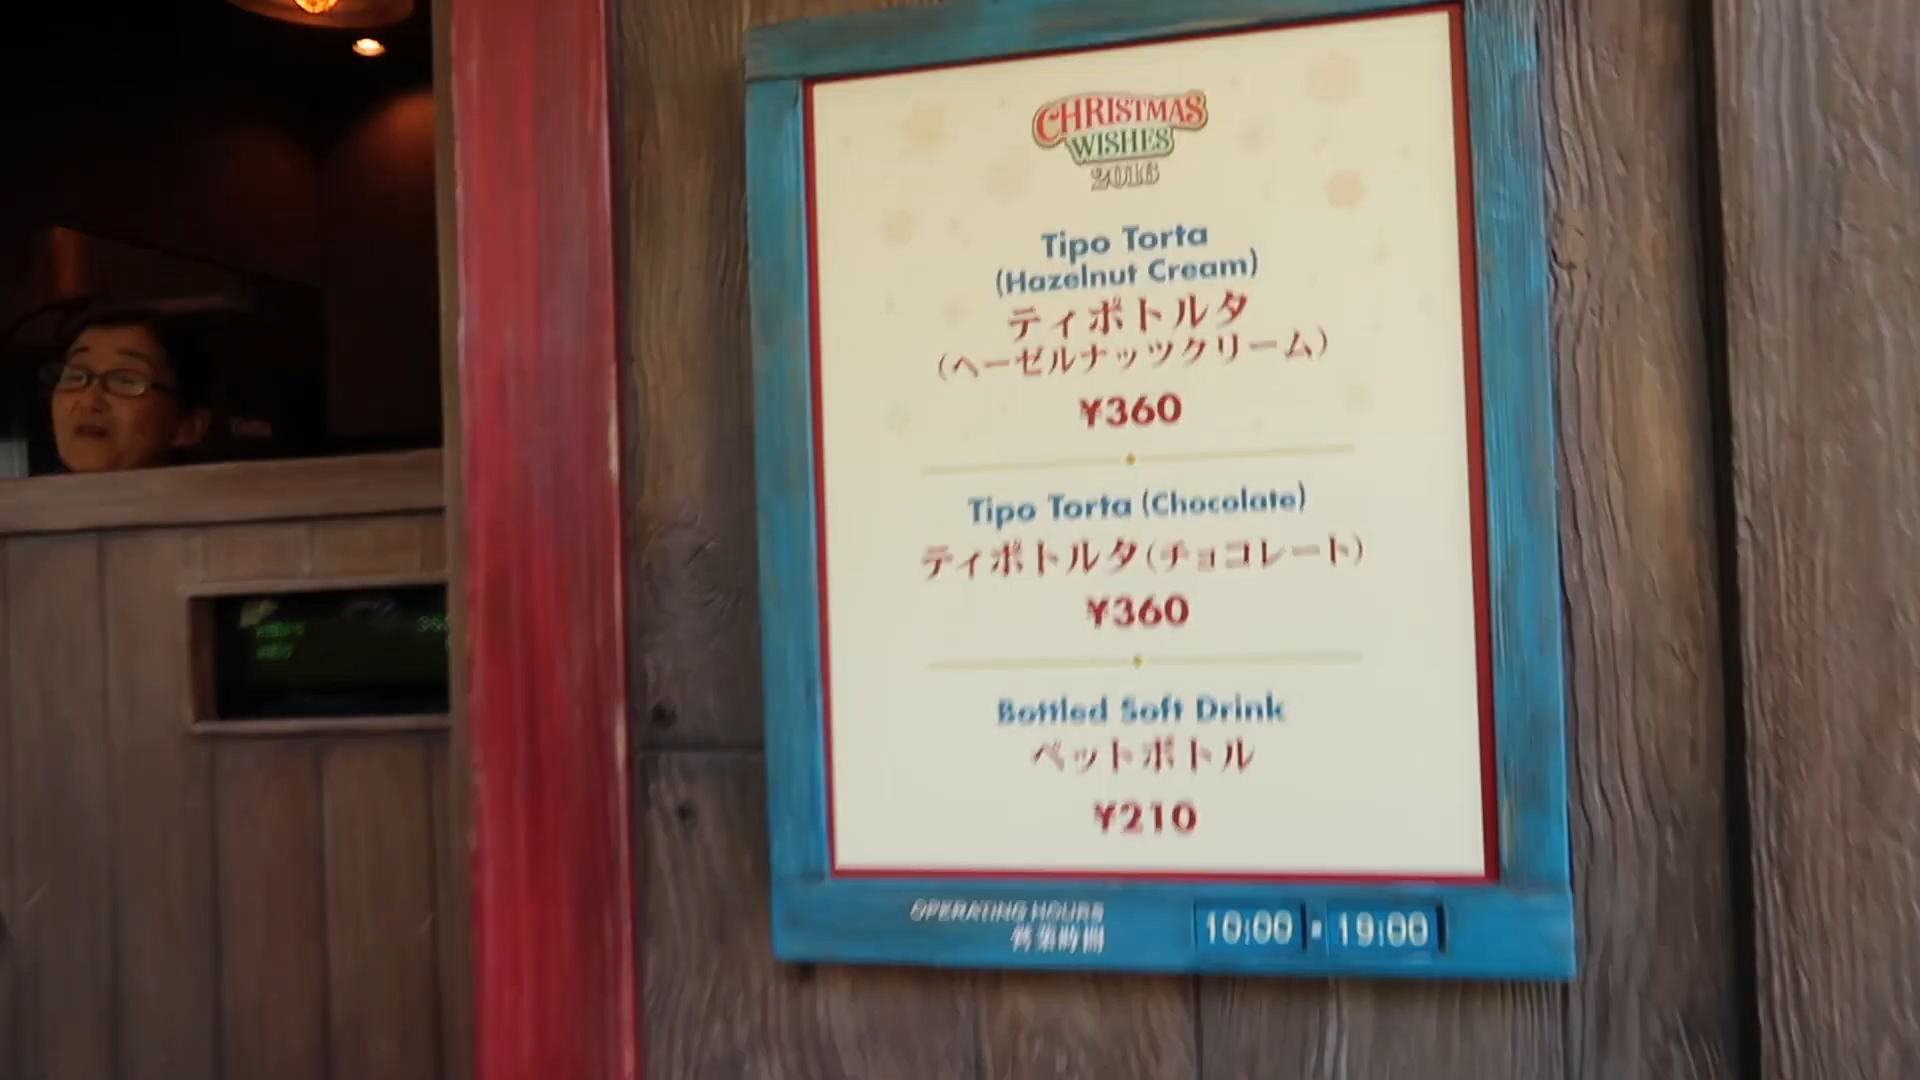 CHRISTMAS
WISHES
2016
Tipo Torta
(Hazelnut Cream)
ティポトルタ
(ヘーゼルナッツクリーム)
¥360
Tipo Torta (Chocolate)
ティポトルタ(チョコレート)
¥360
Bottled Soft Drink
ペットボトル
¥210
OPERATING HOURS
営業時間
10:00 - 19:00